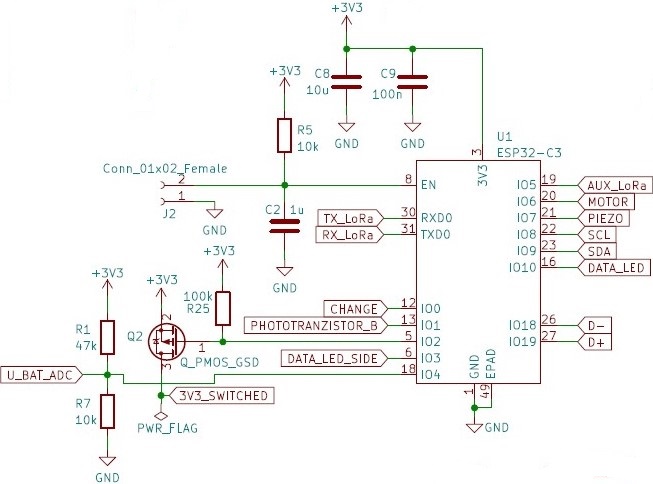 +3V3
C8
10u
C9
100n
GND
GND
+3V3
R5
10k
U1
ESP32-C3
3
3V3
Conn_01x02_Female
2
1
J2
GND
8
EN
C2 1u
GND
TX_LoRa
30
RXD0
RX_LoRa
31
TXD0
19
IO5
AUX_LoRa
20
IO6
MOTOR
21
IO7
PIEZO
22
IO8
SCL
23
IO9
SDA
16
IO10
DATA_LED
+3V3
100k
R25
CHANGE
12
IO0
PHOTOTRANZISTOR_B
13
IO1
5
IO2
DATA_LED_SIDE
6
IO3
18
IO4
26
IO18
D-
27
IO19
D+
+3V3
R1
47k
+3V3
2
Q2
1
Q_PMOS_GSD
3
U_BAT_ADC
3V3_SWITCHED
PWR_FLAG
R7
10k
GND
GND
1
EPAD
49
GND